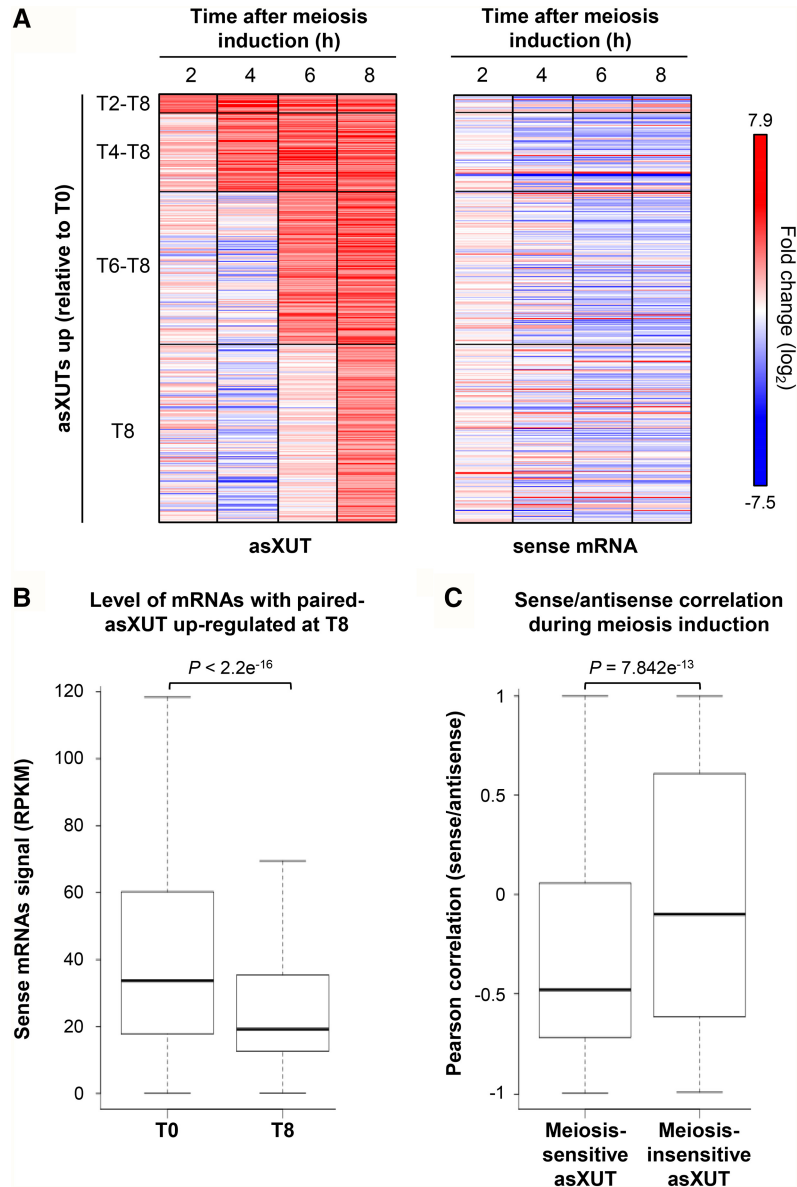 A
Time after meiosis
induction (h)
2 4 6 8
Time after meiosis
induction (h)
2 4 6 8
asXUTs up (relative to T0)
T2-T8
T4-T8
T6-T8
T8
asXUT
sense mRNA
7.9
Fold change (log2)
-7.5
B
Level of mRNAs with paired-
asXUT up-regulated at T8
P < 2.2e-16
Sense mRNAs signal (RPKM)
120
100
80
60
40
20
0
T0
T8
C
Sense/antisense correlation
during meiosis induction
P = 7.842e-13
Pearson correlation (sense/antisense)
1
0.5
0
-0.5
-1
Meiosis-
sensitive
asXUT
Meiosis-
insensitive
asXUT